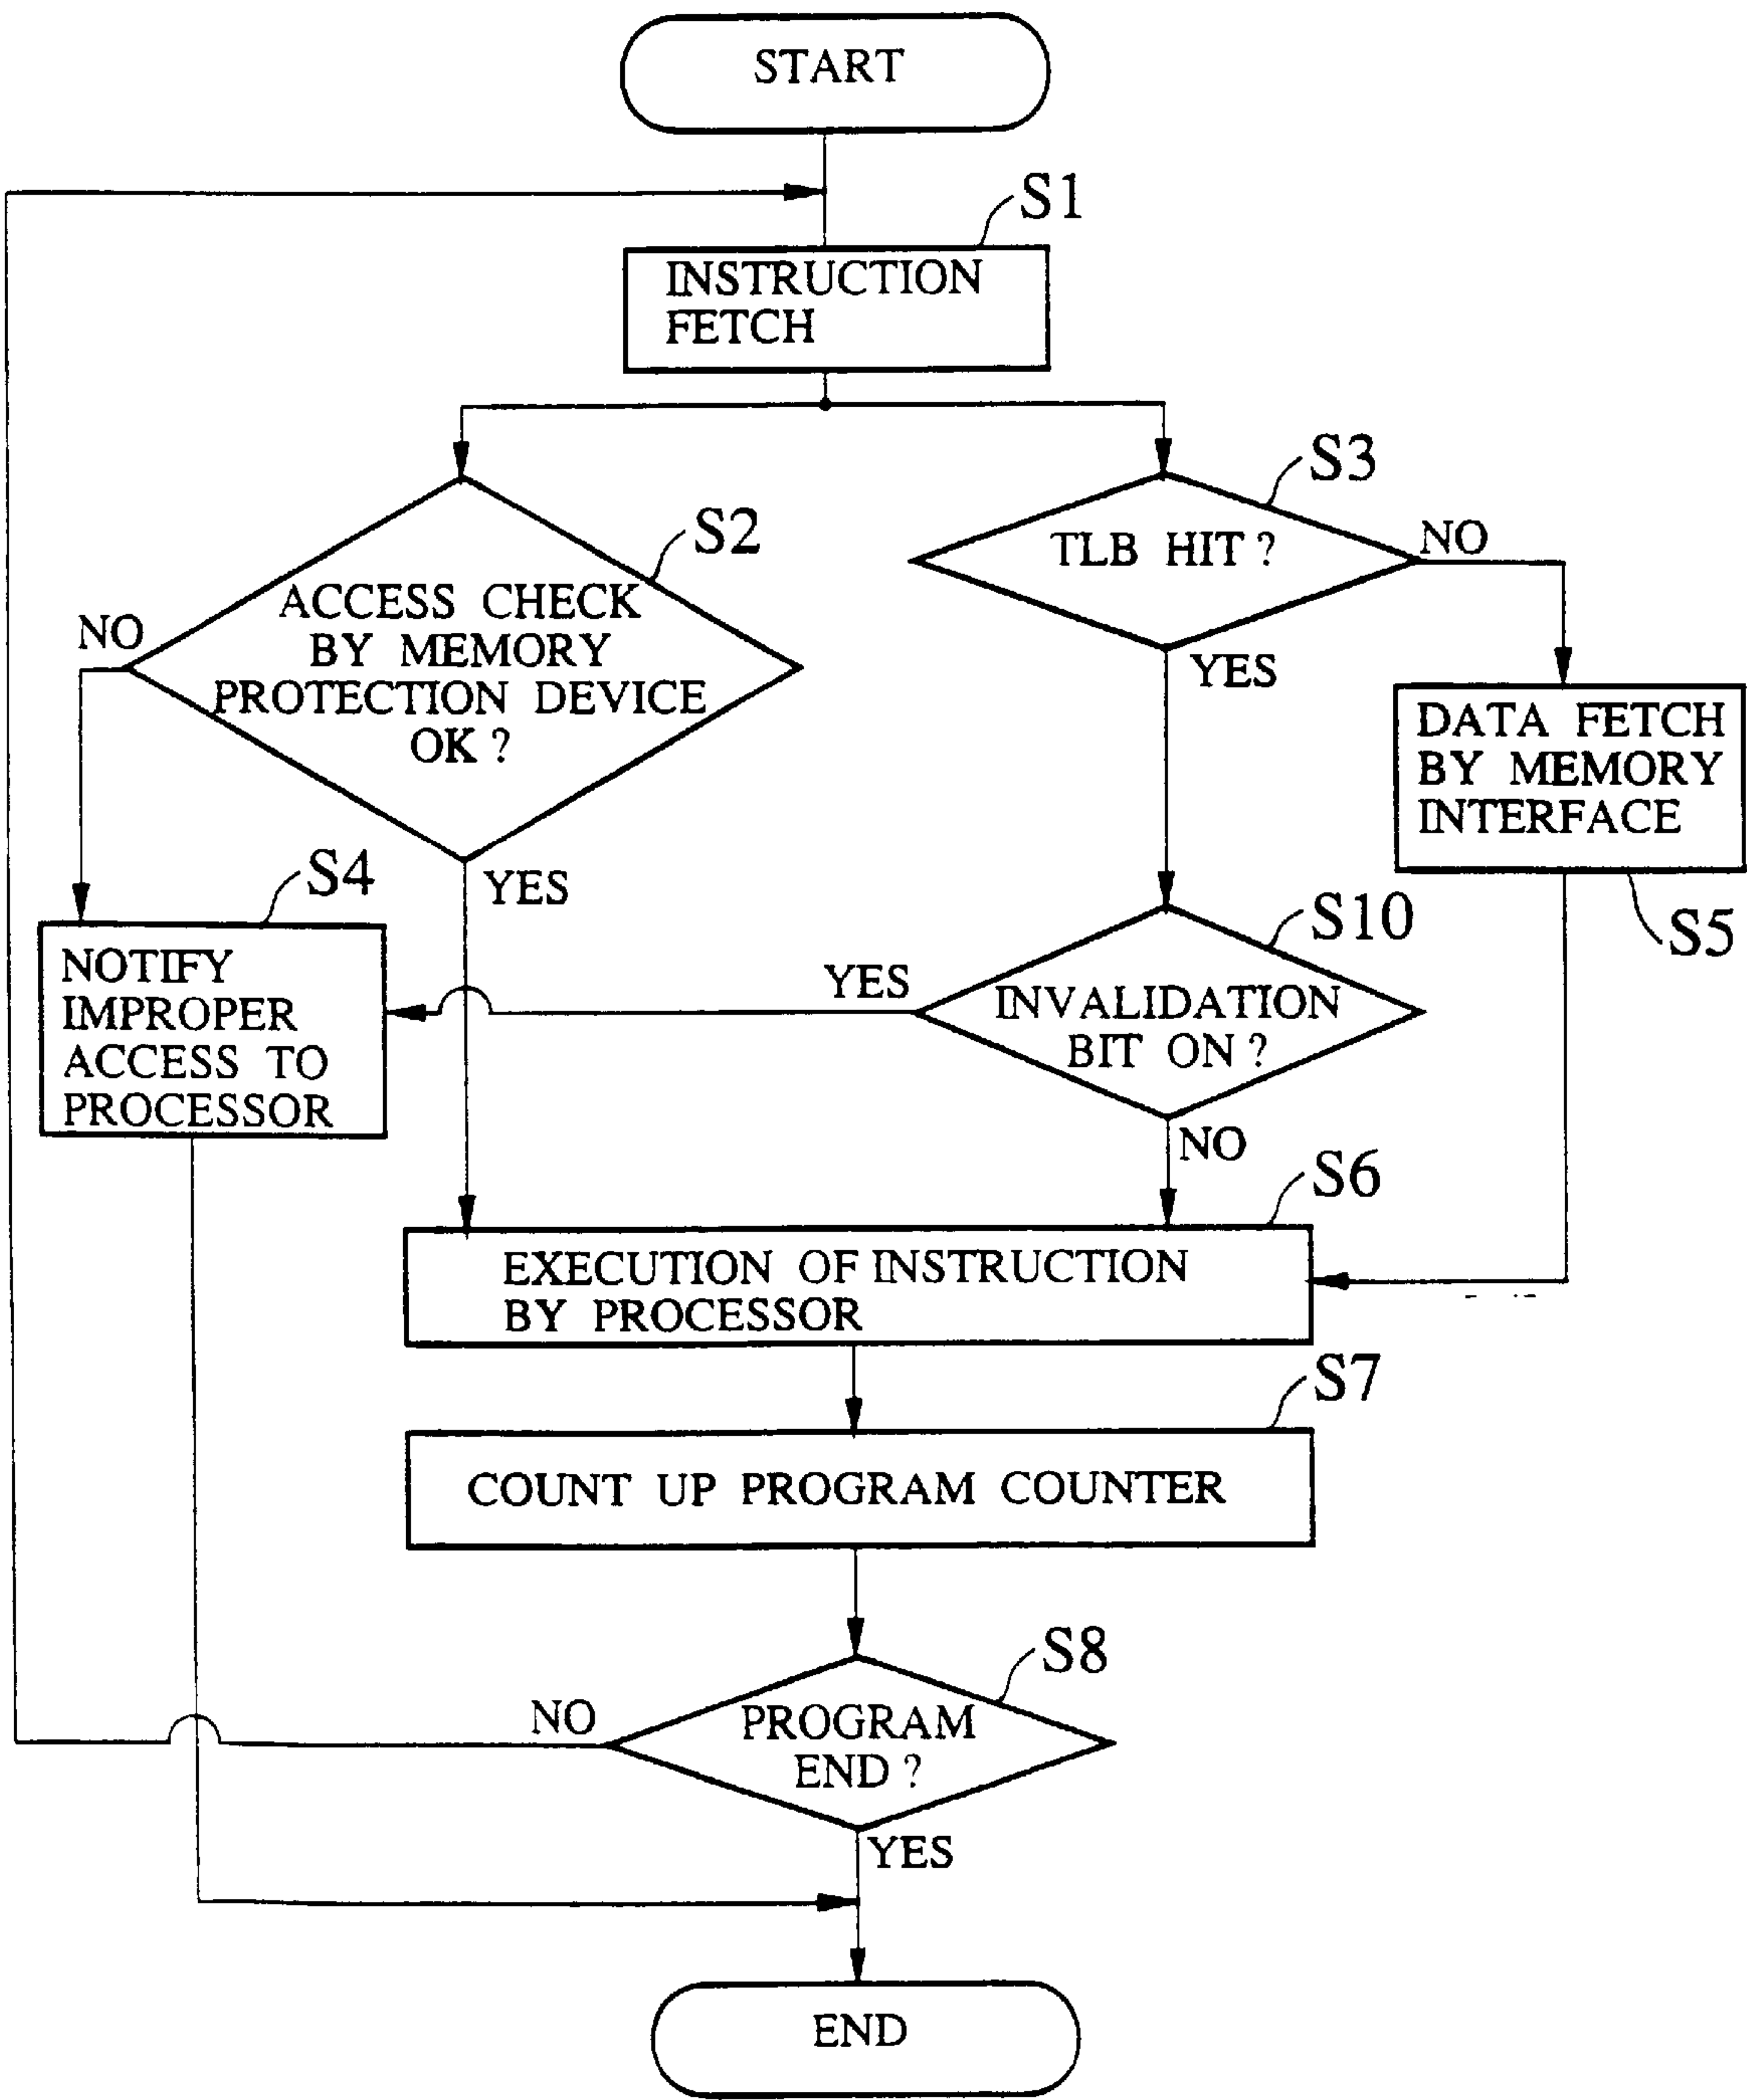 START
S1
INSTRUCTION
FETCH
S3
TLB HIT ?
NO
YES
S2
ACCESS CHECK
BY MEMORY
PROTECTION DEVICE
OK ?
NO
YES
DATA FETCH
BY MEMORY
INTERFACE
S5
S4
NOTIFY
IMPROPER
ACCESS TO
PROCESSOR
S10
YES
INVALIDATION
BIT ON ?
NO
S6
EXECUTION OF INSTRUCTION
BY PROCESSOR
S7
COUNT UP PROGRAM COUNTER
S8
NO
PROGRAM
END ?
YES
END